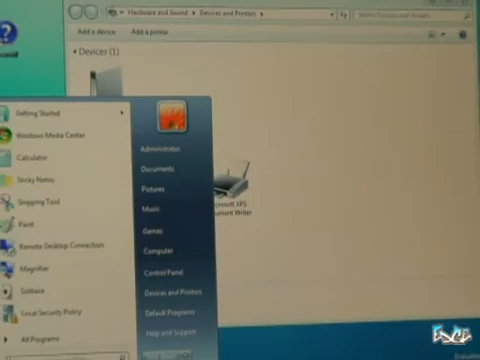 Hardware and Sound ▸ Devices and Printers ▸
Add a device
Add a printer
Devices (1)
Getting Started
Windows Media Center
Calculator
Sticky Notes
Snipping Tool
Paint
Remote Desktop Connection
Magnifier
Solitaire
Local Security Policy
All Programs
Administrator
Documents
Pictures
Music
Games
Computer
Control Panel
Devices and Printers
Default Programs
Help and Support
crosoft XPS
ument Writer